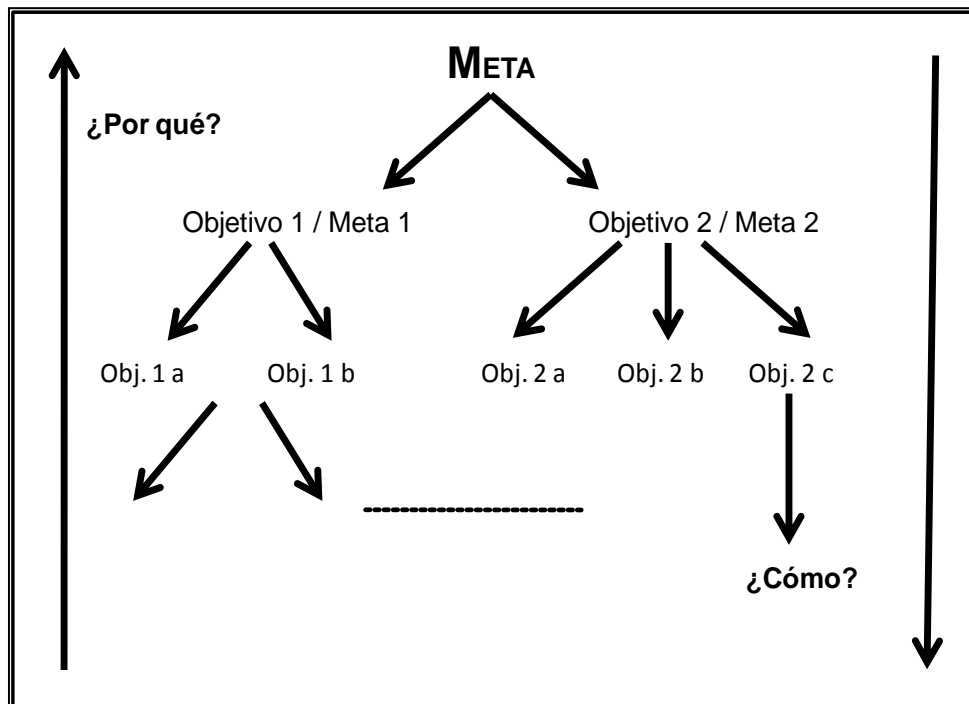 META
¿Por qué?
Objetivo 1 / Meta 1 Objetivo 2 / Meta 2
Obj. 1 a Obj. 1 b Obj. 2 a Obj. 2 b Obj. 2 c
¿Cómo?